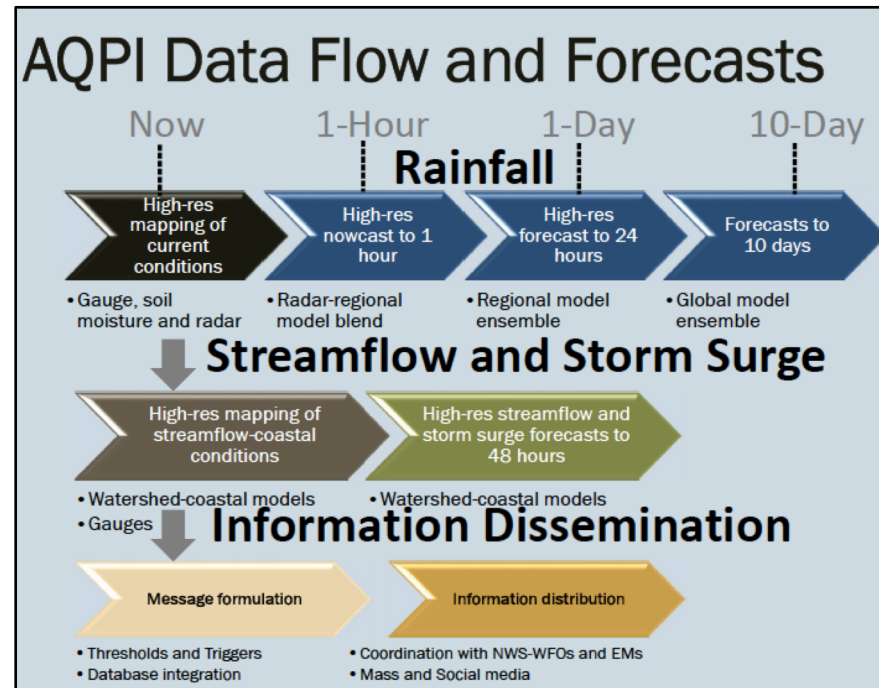 AQPI Data Flow and Forecasts
Now 1-Hour 1-Day 10-Day
Rainfall
High-res
mapping of
current
conditions
High-res
nowcast to 1
hour
High-res
forecast to 24
hours
Forecasts to
10 days
• Gauge, soil
moisture and radar
• Radar-regional
model blend
• Regional model
ensemble
• Global model
ensemble
Streamflow and Storm Surge
High-res mapping of
streamflow-coastal
conditions
High-res streamflow and
storm surge forecasts to
48 hours
• Watershed-coastal models
• Gauges
• Watershed-coastal models
Information Dissemination
Message formulation
Information distribution
• Thresholds and Triggers
• Database integration
• Coordination with NWS-WFOs and EMs
• Mass and Social media